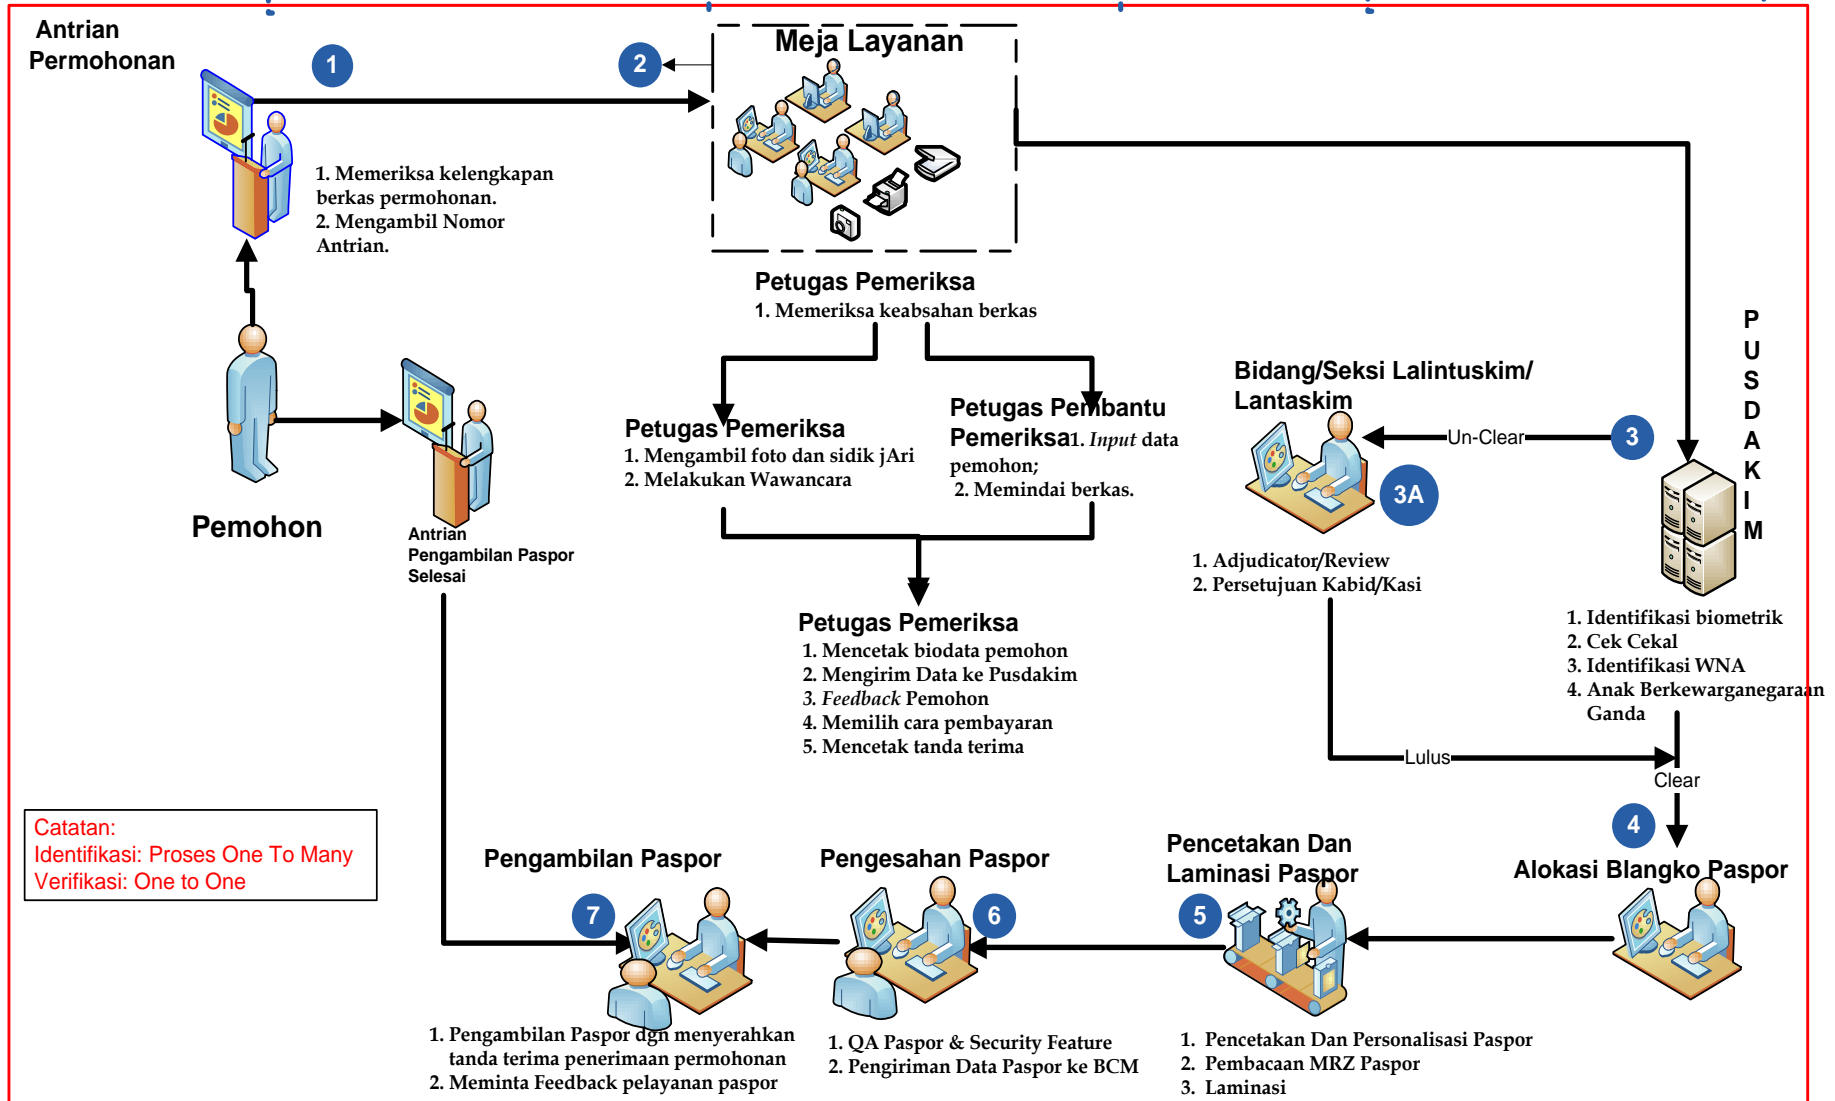 Antrian
Permohonan
1
2
Meja Layanan
1. Memeriksa kelengkapan
berkas permohonan.
2. Mengambil Nomor
Antrian.
Petugas Pemeriksa
1. Memeriksa keabsahan berkas
Petugas Pemeriksa
1. Mengambil foto dan sidik jAri
2. Melakukan Wawancara
Petugas Pembantu
Pemeriksa1. Input data
pemohon;
2. Memindai berkas.
Bidang/Seksi Lalintuskim/
Lantaskim
Un-Clear
3
3A
P
U
S
D
A
K
I
M
Pemohon
Antrian
Pengambilan Paspor
Selesai
1. Adjudicator/Review
2. Persetujuan Kabid/Kasi
Petugas Pemeriksa
1. Mencetak biodata pemohon
2. Mengirim Data ke Pusdakim
3. Feedback Pemohon
4. Memilih cara pembayaran
5. Mencetak tanda terima
1. Identifikasi biometrik
2. Cek Cekal
3. Identifikasi WNA
4. Anak Berkewarganegaraan
Ganda
Lulus
Clear
Catatan:
Identifikasi: Proses One To Many
Verifikasi: One to One
4
Alokasi Blangko Paspor
Pencetakan Dan
Laminasi Paspor
5
Pengesahan Paspor
6
Pengambilan Paspor
7
1. Pengambilan Paspor dgn menyerahkan
tanda terima penerimaan permohonan
2. Meminta Feedback pelayanan paspor
1. QA Paspor & Security Feature
2. Pengiriman Data Paspor ke BCM
1. Pencetakan Dan Personalisasi Paspor
2. Pembacaan MRZ Paspor
3. Laminasi